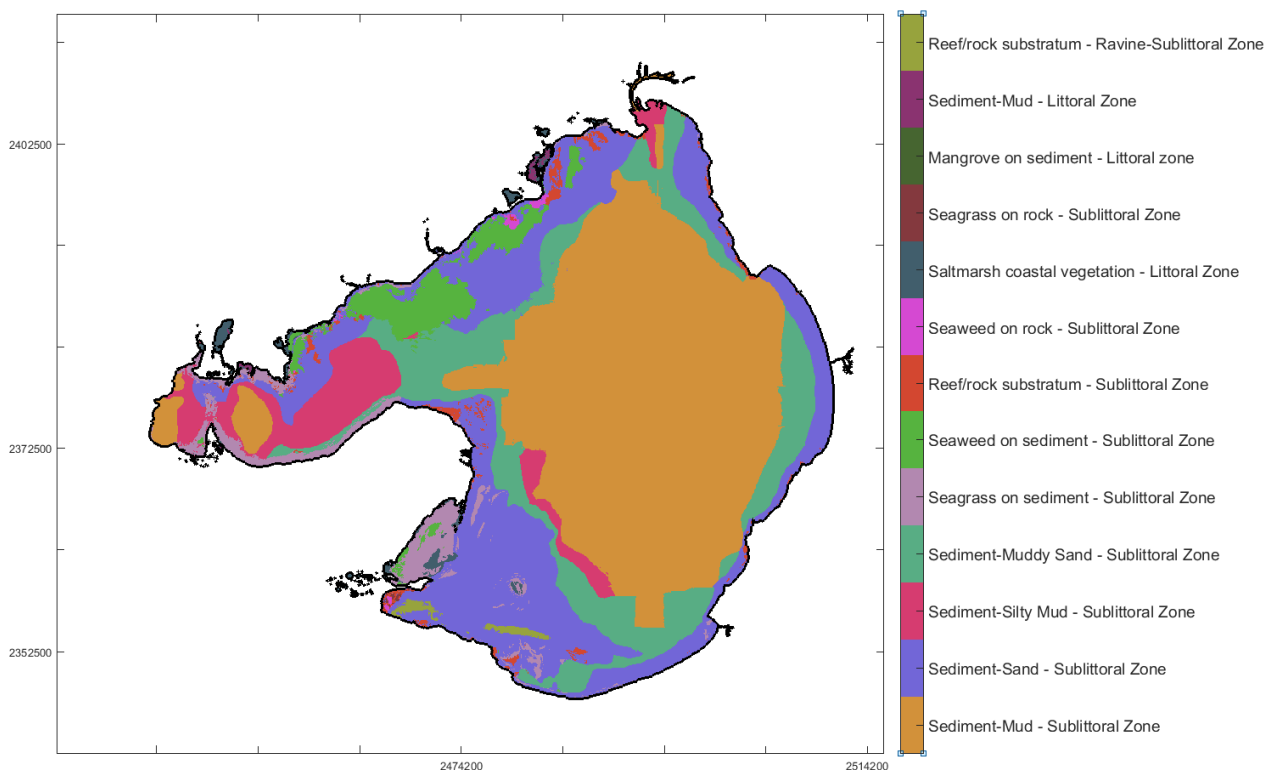 Reef/rock substratum - Ravine-Sublittoral Zone
Sediment-Mud - Littoral Zone
Mangrove on sediment - Littoral zone
Seagrass on rock - Sublittoral Zone
Saltmarsh coastal vegetation - Littoral Zone
Seaweed on rock - Sublittoral Zone
Reef/rock substratum - Sublittoral Zone
Seaweed on sediment - Sublittoral Zone
Seagrass on sediment - Sublittoral Zone
Sediment-Muddy Sand - Sublittoral Zone
Sediment-Silty Mud - Sublittoral Zone
Sediment-Sand - Sublittoral Zone
Sediment-Mud - Sublittoral Zone
2402500
2372500
2352500
2474200
2514200